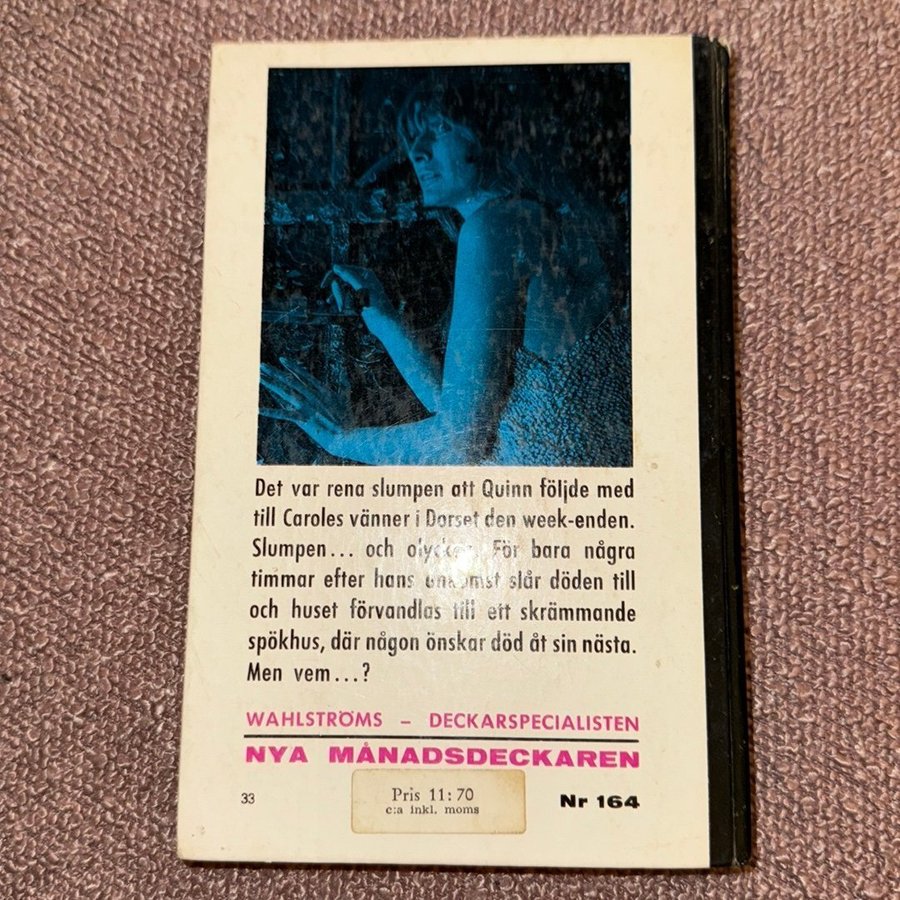 Det var rena slumpen att Quinn följde med
till Caroles vänner i Dorset den week-enden.
Slumpen... och olyckan. För bara några
timmar efter hans ankomst slår döden till
och huset förvandlas till ett skrämmande
spökhus, där någon önskar död åt sin nästa.
Men vem...?
WAHLSTRÖMS – DECKARSPECIALISTEN
NYA MÅNADSDECKAREN
33
Pris 11:70
c:a inkl. moms
Nr 164